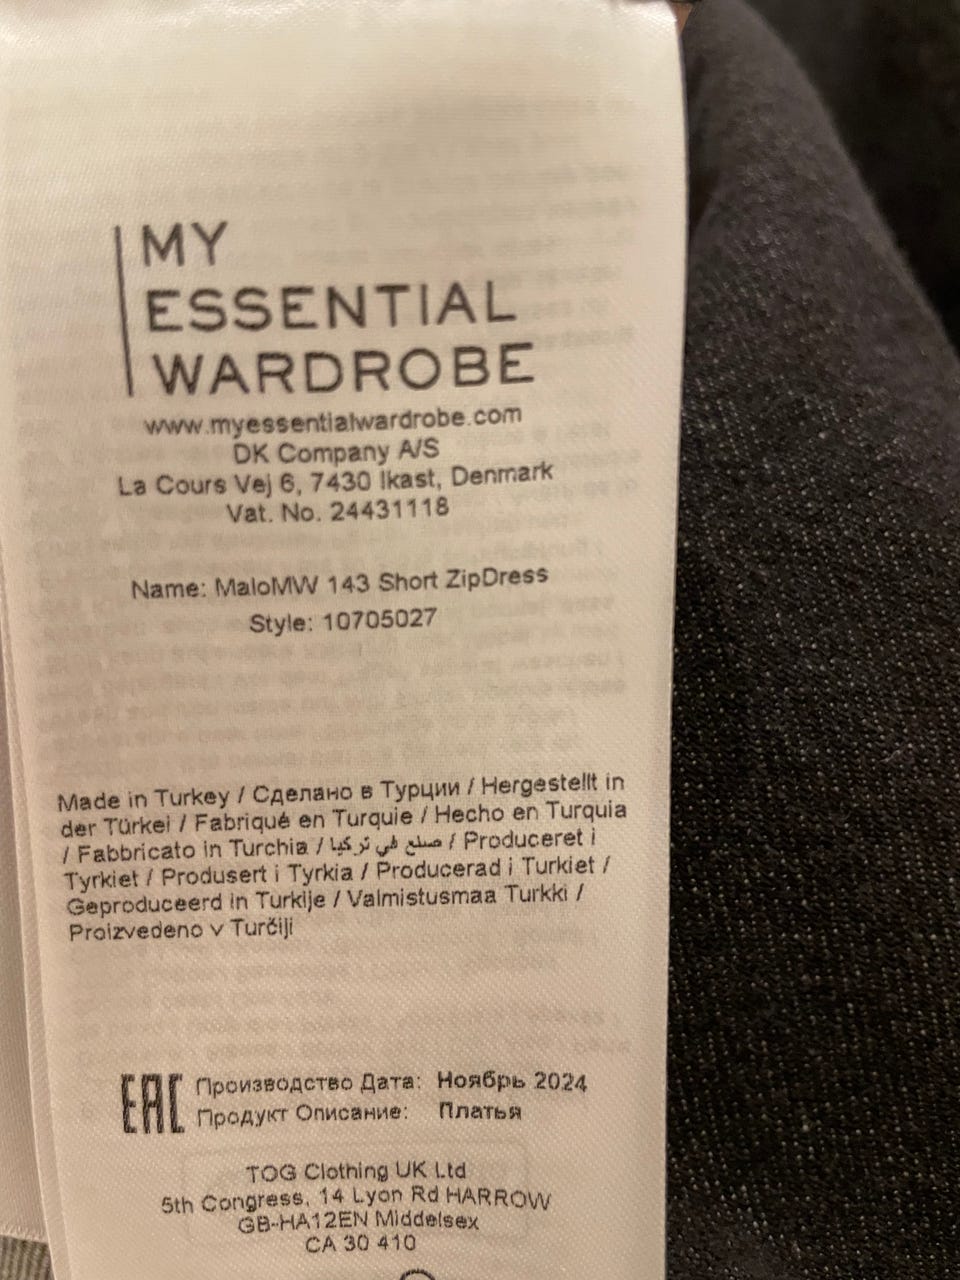 MY
ESSENTIAL
WARDROBE
www.myessentialwardrobe.com
DK Company A/S
La Cours Vej 6, 7430 Ikast, Denmark
Vat. No. 24431118
Name: MaloMW 143 Short ZipDress
Style: 10705027
Made in Turkey / Сделано в Турции / Hergestellt in
der Türkei / Fabriqué en Turquie / Hecho en Turquia
/ Fabbricato in Turchia / صنع في تركيا / Produceret i
Tyrkiet / Produsert i Tyrkia / Producerad i Turkiet /
Geproduceerd in Turkije / Valmistusmaa Turkki /
Proizvedeno v Turčiji
EAC Производство Дата: Ноябрь 2024
Продукт Описание: Платья
TOG Clothing UK Ltd
5th Congress, 14 Lyon Rd HARROW
GB-HA12EN Middelsex
CA 30 410